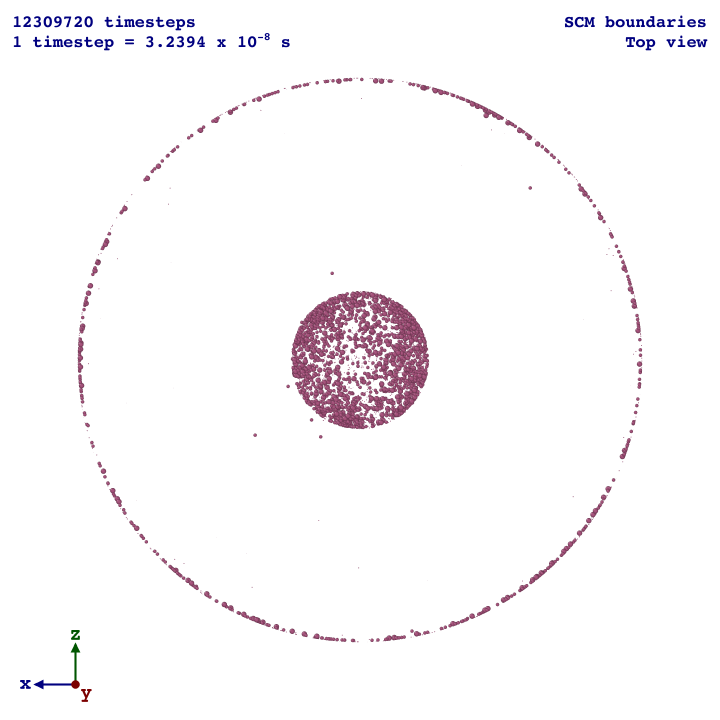 12309720 timesteps
1 timestep = 3.2394 x 10⁻⁸ s
SCM boundaries
Top view
z
x
y